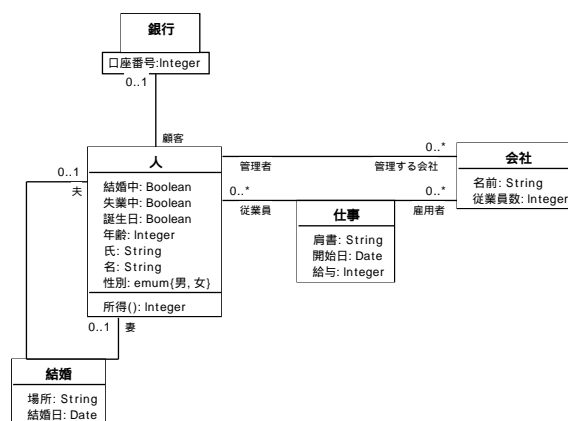 銀行
口座番号:Integer
0..1
顧客
人
結婚中: Boolean
失業中: Boolean
誕生日: Boolean
年齢: Integer
氏: String
名: String
性別: emum{男, 女}
所得(): Integer
0..1
夫
0..1
妻
管理者
0..*
管理する会社
0..*
従業員
0..*
雇用者
会社
名前: String
従業員数: Integer
仕事
肩書: String
開始日: Date
給与: Integer
結婚
場所: String
結婚日: Date